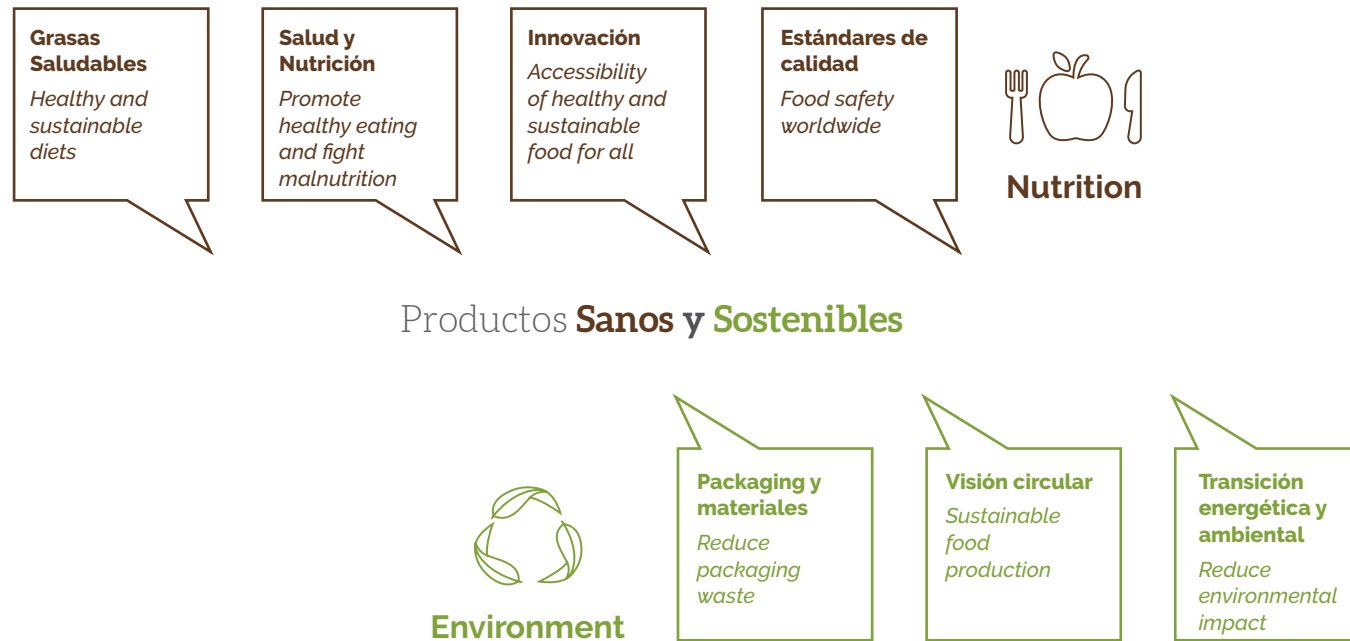 Grasas
Saludables
Healthy and
sustainable
diets
Salud y
Nutrición
Promote
healthy eating
and fight
malnutrition
Innovación
Accessibility
of healthy and
sustainable
food for all
Estándares de
calidad
Food safety
worldwide
Nutrition
Productos Sanos y Sostenibles
Environment
Packaging y
materiales
Reduce
packaging
waste
Visión circular
Sustainable
food
production
Transición
energética y
ambiental
Reduce
environmental
impact